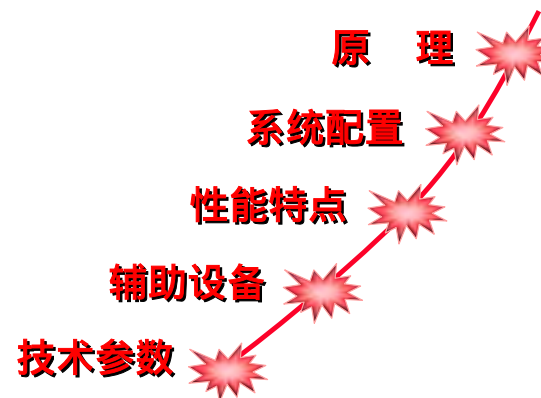 原 理
系统配置
性能特点
辅助设备
技术参数